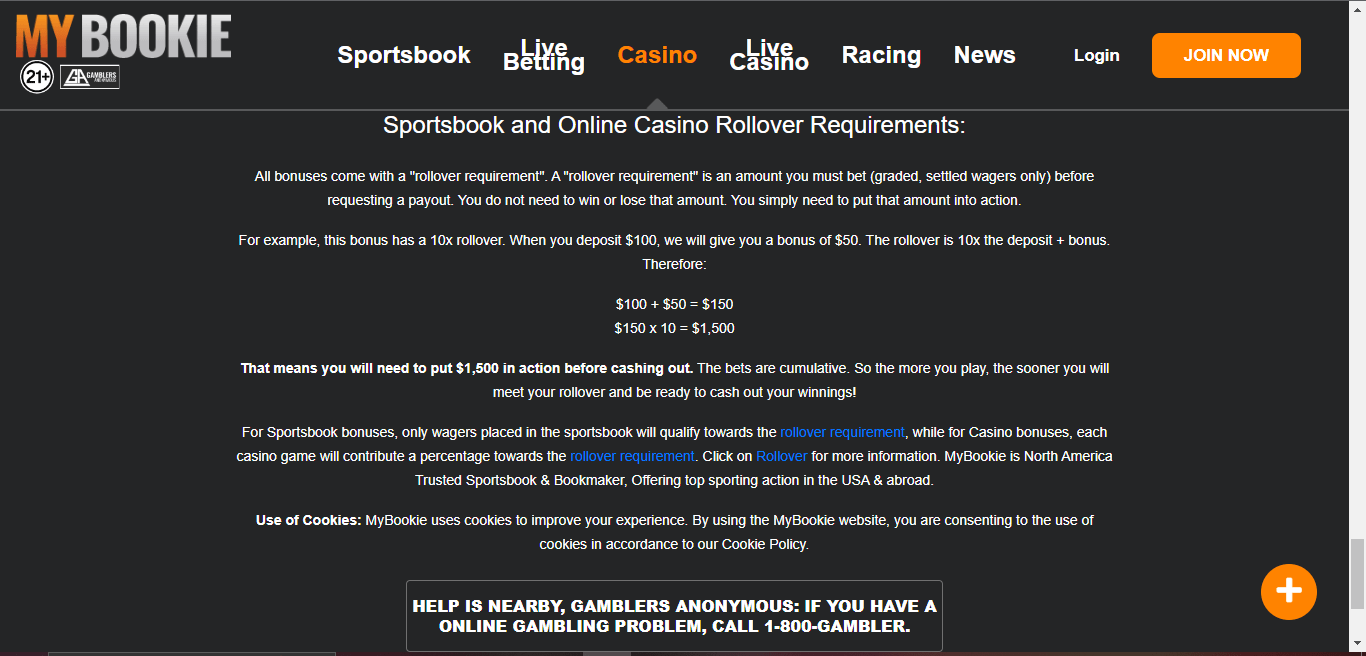 MY BOOKIE
21+
GA GAMBLERS
Sportsbook
Live Betting
Casino
Live Casino
Racing
News
Login
JOIN NOW
Sportsbook and Online Casino Rollover Requirements:
All bonuses come with a "rollover requirement". A "rollover requirement" is an amount you must bet (graded, settled wagers only) before
requesting a payout. You do not need to win or lose that amount. You simply need to put that amount into action.
For example, this bonus has a 10x rollover. When you deposit $100, we will give you a bonus of $50. The rollover is 10x the deposit + bonus.
Therefore:
$100 + $50 = $150
$150 x 10 = $1,500
That means you will need to put $1,500 in action before cashing out. The bets are cumulative. So the more you play, the sooner you will
meet your rollover and be ready to cash out your winnings!
For Sportsbook bonuses, only wagers placed in the sportsbook will qualify towards the rollover requirement, while for Casino bonuses, each
casino game will contribute a percentage towards the rollover requirement. Click on Rollover for more information. MyBookie is North America
Trusted Sportsbook & Bookmaker, Offering top sporting action in the USA & abroad.
Use of Cookies: MyBookie uses cookies to improve your experience. By using the MyBookie website, you are consenting to the use of
cookies in accordance to our Cookie Policy.
HELP IS NEARBY, GAMBLERS ANONYMOUS: IF YOU HAVE A
ONLINE GAMBLING PROBLEM, CALL 1-800-GAMBLER.